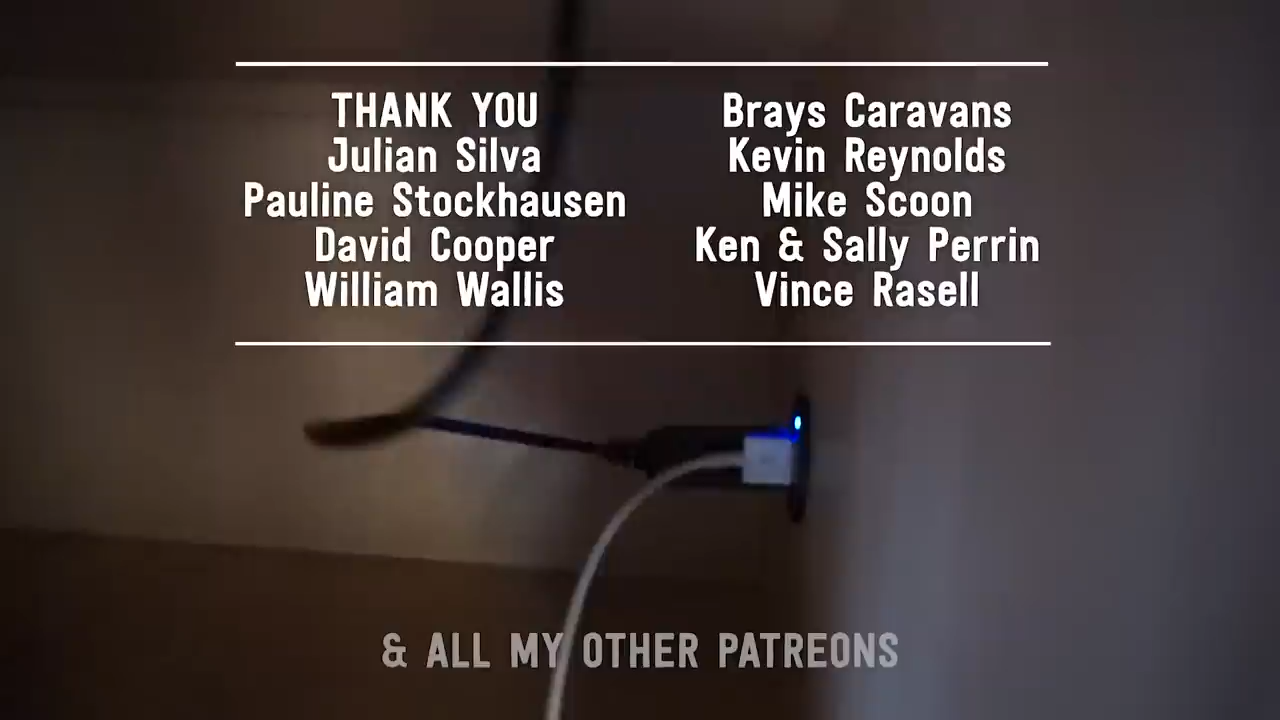 THANK YOU
Julian Silva
Pauline Stockhausen
David Cooper
William Wallis
Brays Caravans
Kevin Reynolds
Mike Scoon
Ken & Sally Perrin
Vince Rasell
& ALL MY OTHER PATREONS